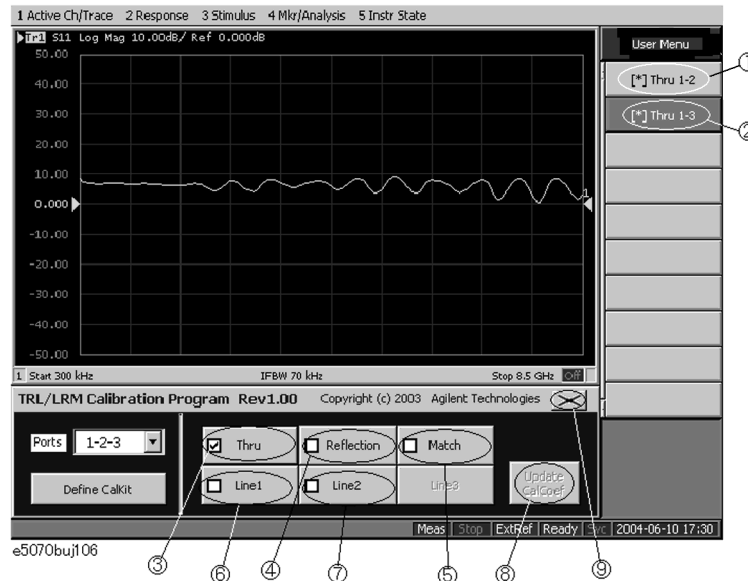 1 Active Ch/Trace 2 Response 3 Stimulus 4 Mkr/Analysis 5 Instr State
Tr1 S11 Log Mag 10.00dB/ Ref 0.000dB
50.00
40.00
30.00
20.00
10.00
0.000
-10.00
-20.00
-30.00
-40.00
-50.00
1
1 Start 300 kHz IFBW 70 kHz Stop 8.5 GHz Off
User Menu
[*] Thru 1-2
[*] Thru 1-3
①
②
TRL/LRM Calibration Program Rev1.00 Copyright (c) 2003 Agilent Technologies
Ports 1-2-3
Define CalKit
Thru Reflection Match
Line1 Line2 Line3
Update
CalCoef
Meas Stop ExtRef Ready Svc 2004-06-10 17:30
e5070buj106
③ ⑥ ④ ⑦ ⑤ ⑧ ⑨